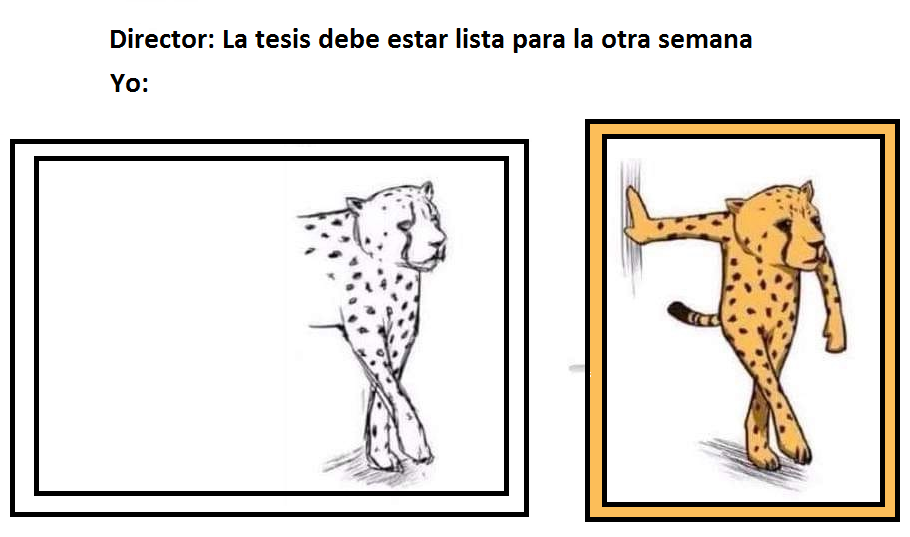 Director: La tesis debe estar lista para la otra semana
Yo: